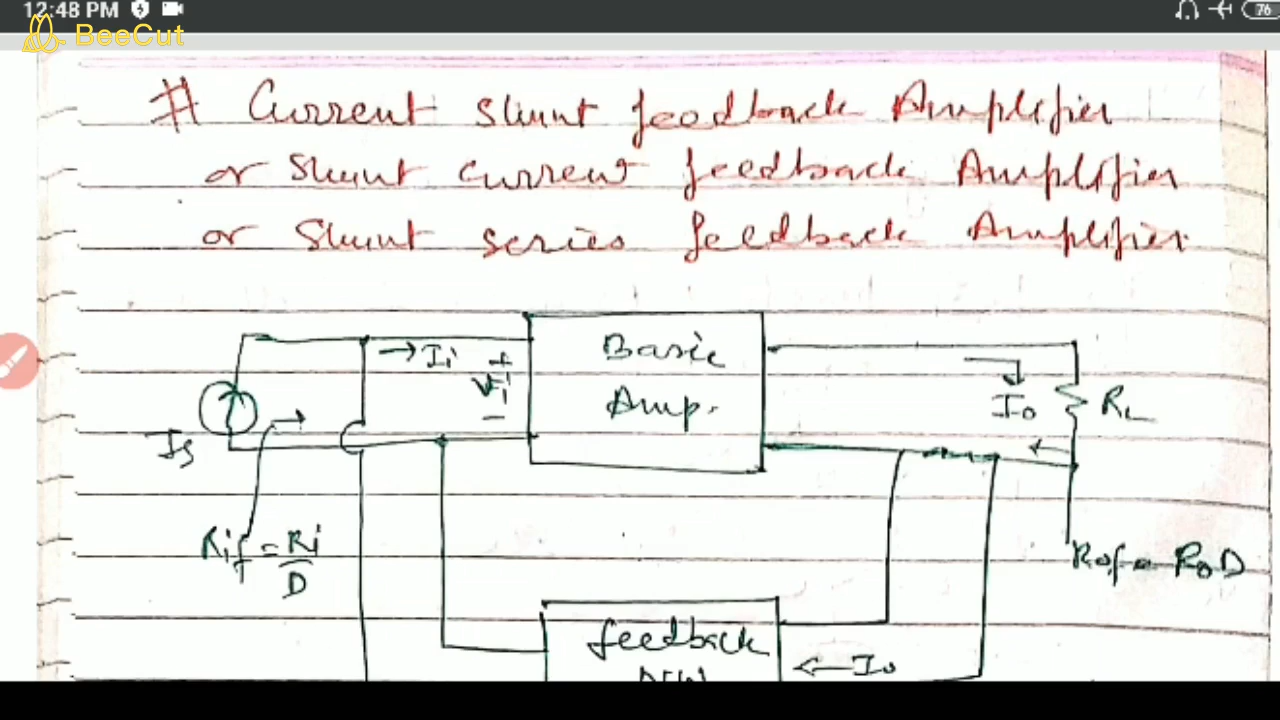 12:48 PM
76
BeeCut
# Current shunt feedback Amplifier
or Shunt current feedback Amplifier
or Shunt series feedback Amplifier
→ Ii
+
Vi
-
Basic
Amp.
Io
RL
Is
Rif = Ri/D
Rof = RoD
feedback
N/W
← Io